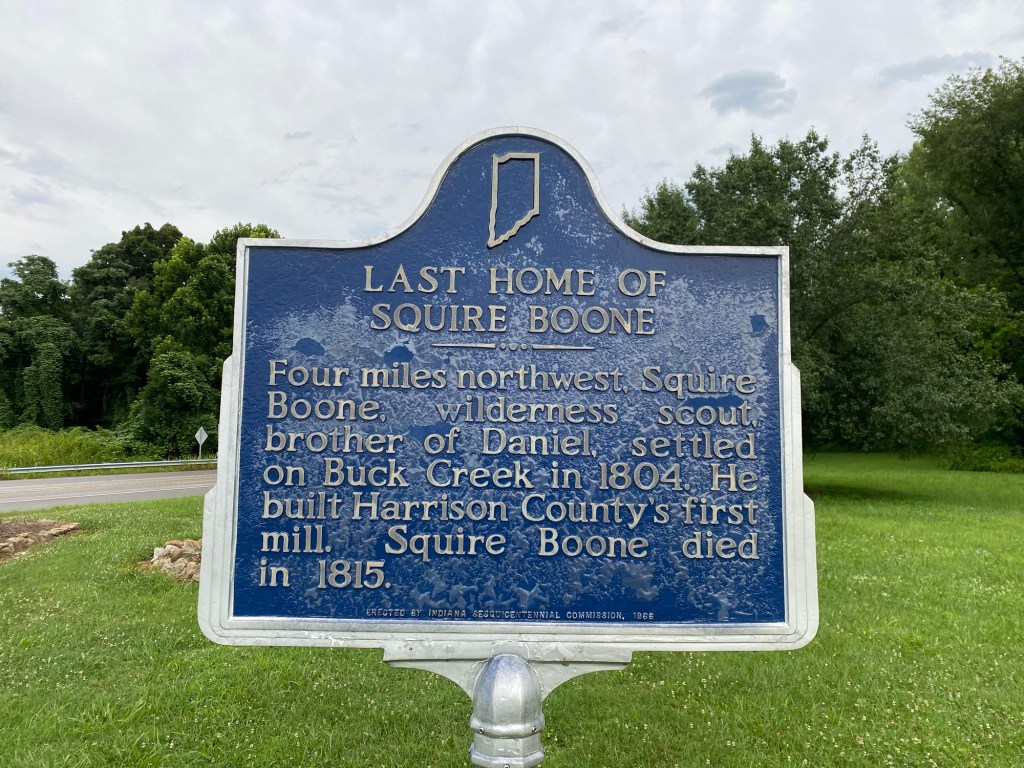 LAST HOME OF
SQUIRE BOONE
Four miles northwest, Squire
Boone, wilderness scout,
brother of Daniel, settled
on Buck Creek in 1804. He
built Harrison County's first
mill. Squire Boone died
in 1815.
ERECTED BY INDIANA SESQUICENTENNIAL COMMISSION, 1966